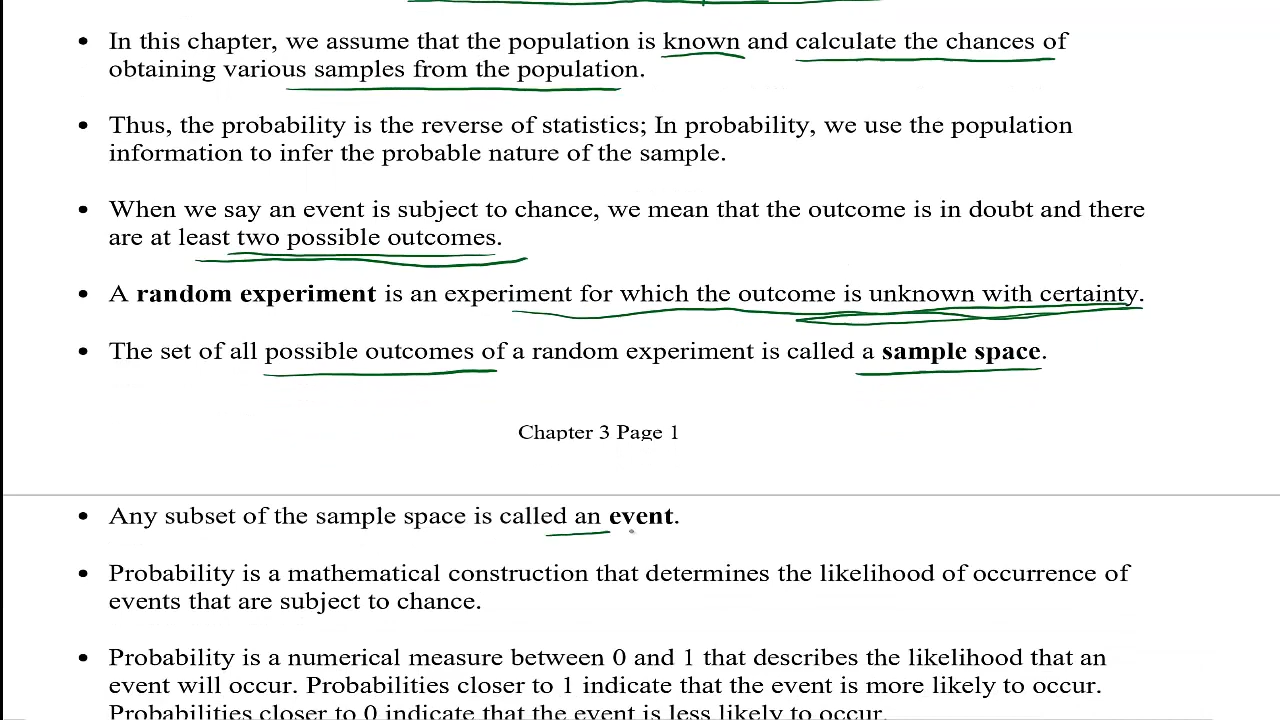 • In this chapter, we assume that the population is known and calculate the chances of
obtaining various samples from the population.
• Thus, the probability is the reverse of statistics; In probability, we use the population
information to infer the probable nature of the sample.
• When we say an event is subject to chance, we mean that the outcome is in doubt and there
are at least two possible outcomes.
• A random experiment is an experiment for which the outcome is unknown with certainty.
• The set of all possible outcomes of a random experiment is called a sample space.
Chapter 3 Page 1
• Any subset of the sample space is called an event.
• Probability is a mathematical construction that determines the likelihood of occurrence of
events that are subject to chance.
• Probability is a numerical measure between 0 and 1 that describes the likelihood that an
event will occur. Probabilities closer to 1 indicate that the event is more likely to occur.
Probabilities closer to 0 indicate that the event is less likely to occur.